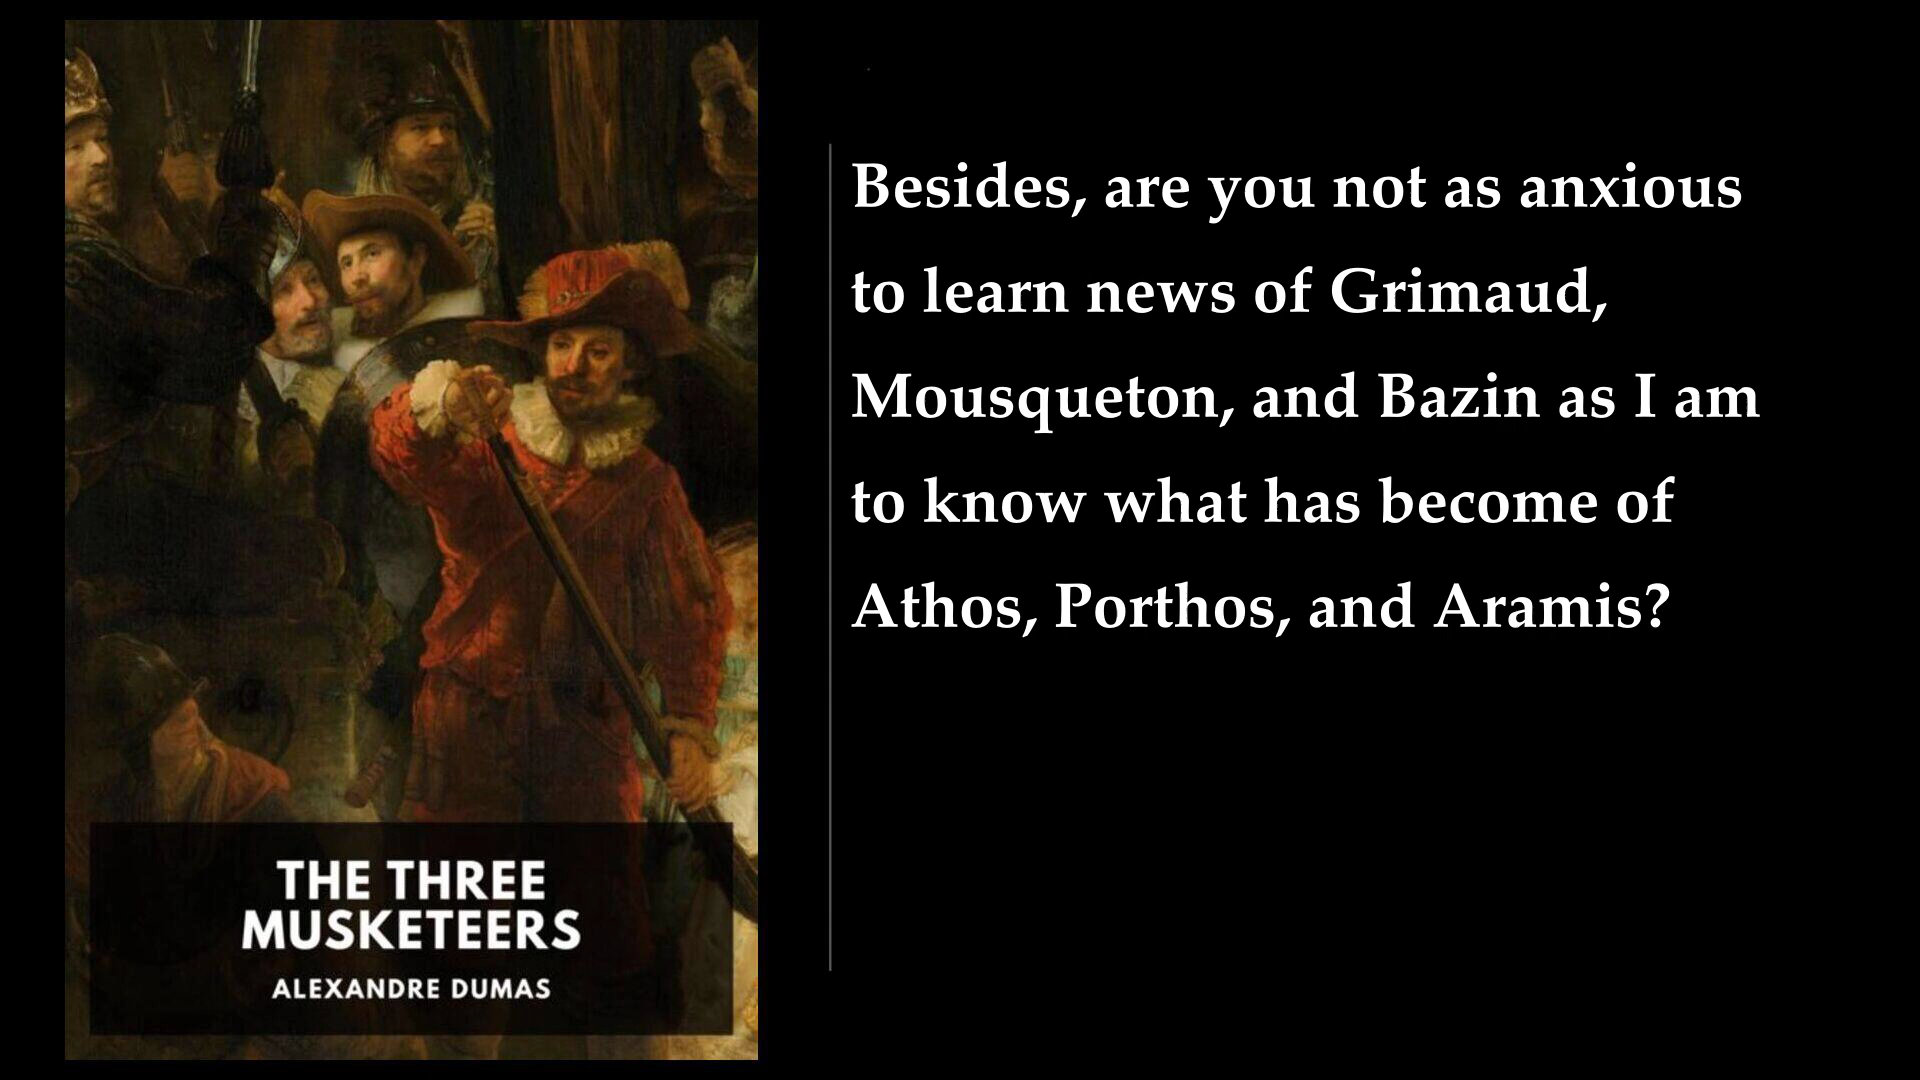 THE THREE
MUSKETEERS
ALEXANDRE DUMAS
Besides, are you not as anxious
to learn news of Grimaud,
Mousqueton, and Bazin as I am
to know what has become of
Athos, Porthos, and Aramis?